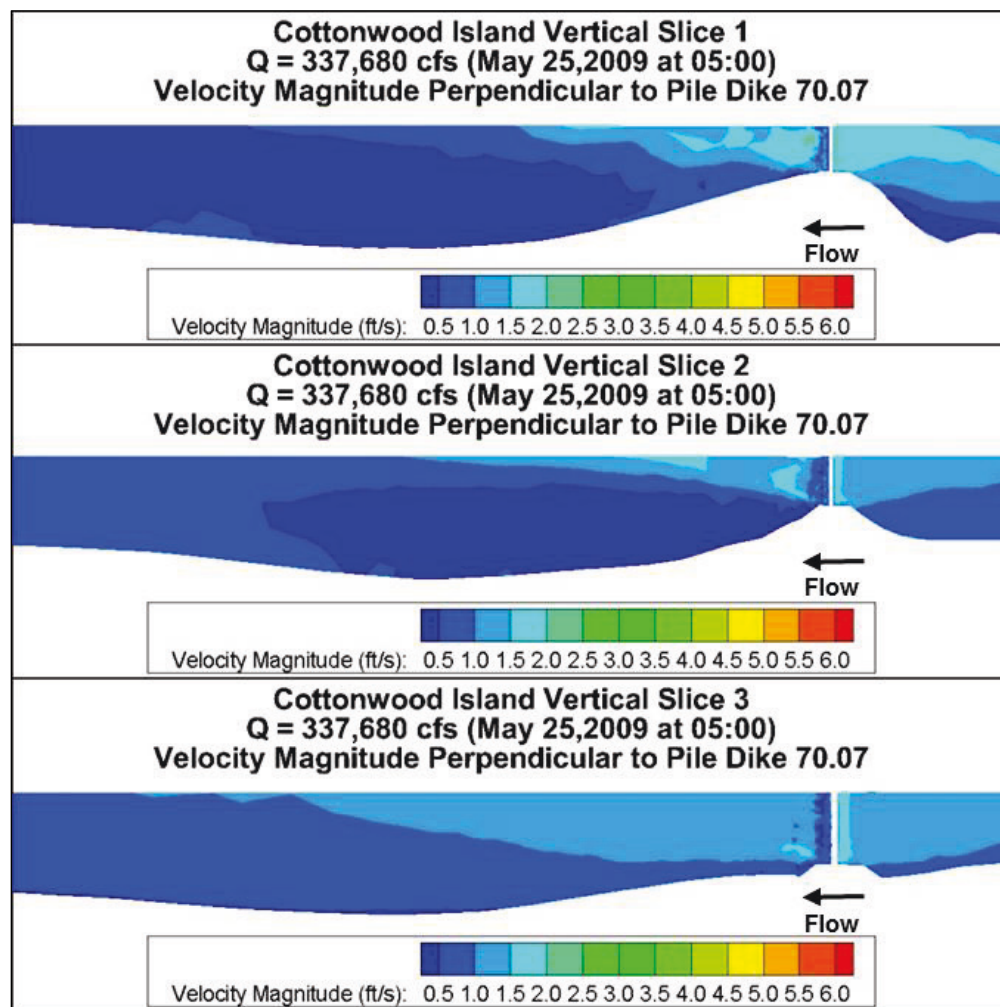 Cottonwood Island Vertical Slice 1
Q = 337,680 cfs (May 25,2009 at 05:00)
Velocity Magnitude Perpendicular to Pile Dike 70.07
Flow
Velocity Magnitude (ft/s): 0.5 1.0 1.5 2.0 2.5 3.0 3.5 4.0 4.5 5.0 5.5 6.0
Cottonwood Island Vertical Slice 2
Q = 337,680 cfs (May 25,2009 at 05:00)
Velocity Magnitude Perpendicular to Pile Dike 70.07
Flow
Velocity Magnitude (ft/s): 0.5 1.0 1.5 2.0 2.5 3.0 3.5 4.0 4.5 5.0 5.5 6.0
Cottonwood Island Vertical Slice 3
Q = 337,680 cfs (May 25,2009 at 05:00)
Velocity Magnitude Perpendicular to Pile Dike 70.07
Flow
Velocity Magnitude (ft/s): 0.5 1.0 1.5 2.0 2.5 3.0 3.5 4.0 4.5 5.0 5.5 6.0